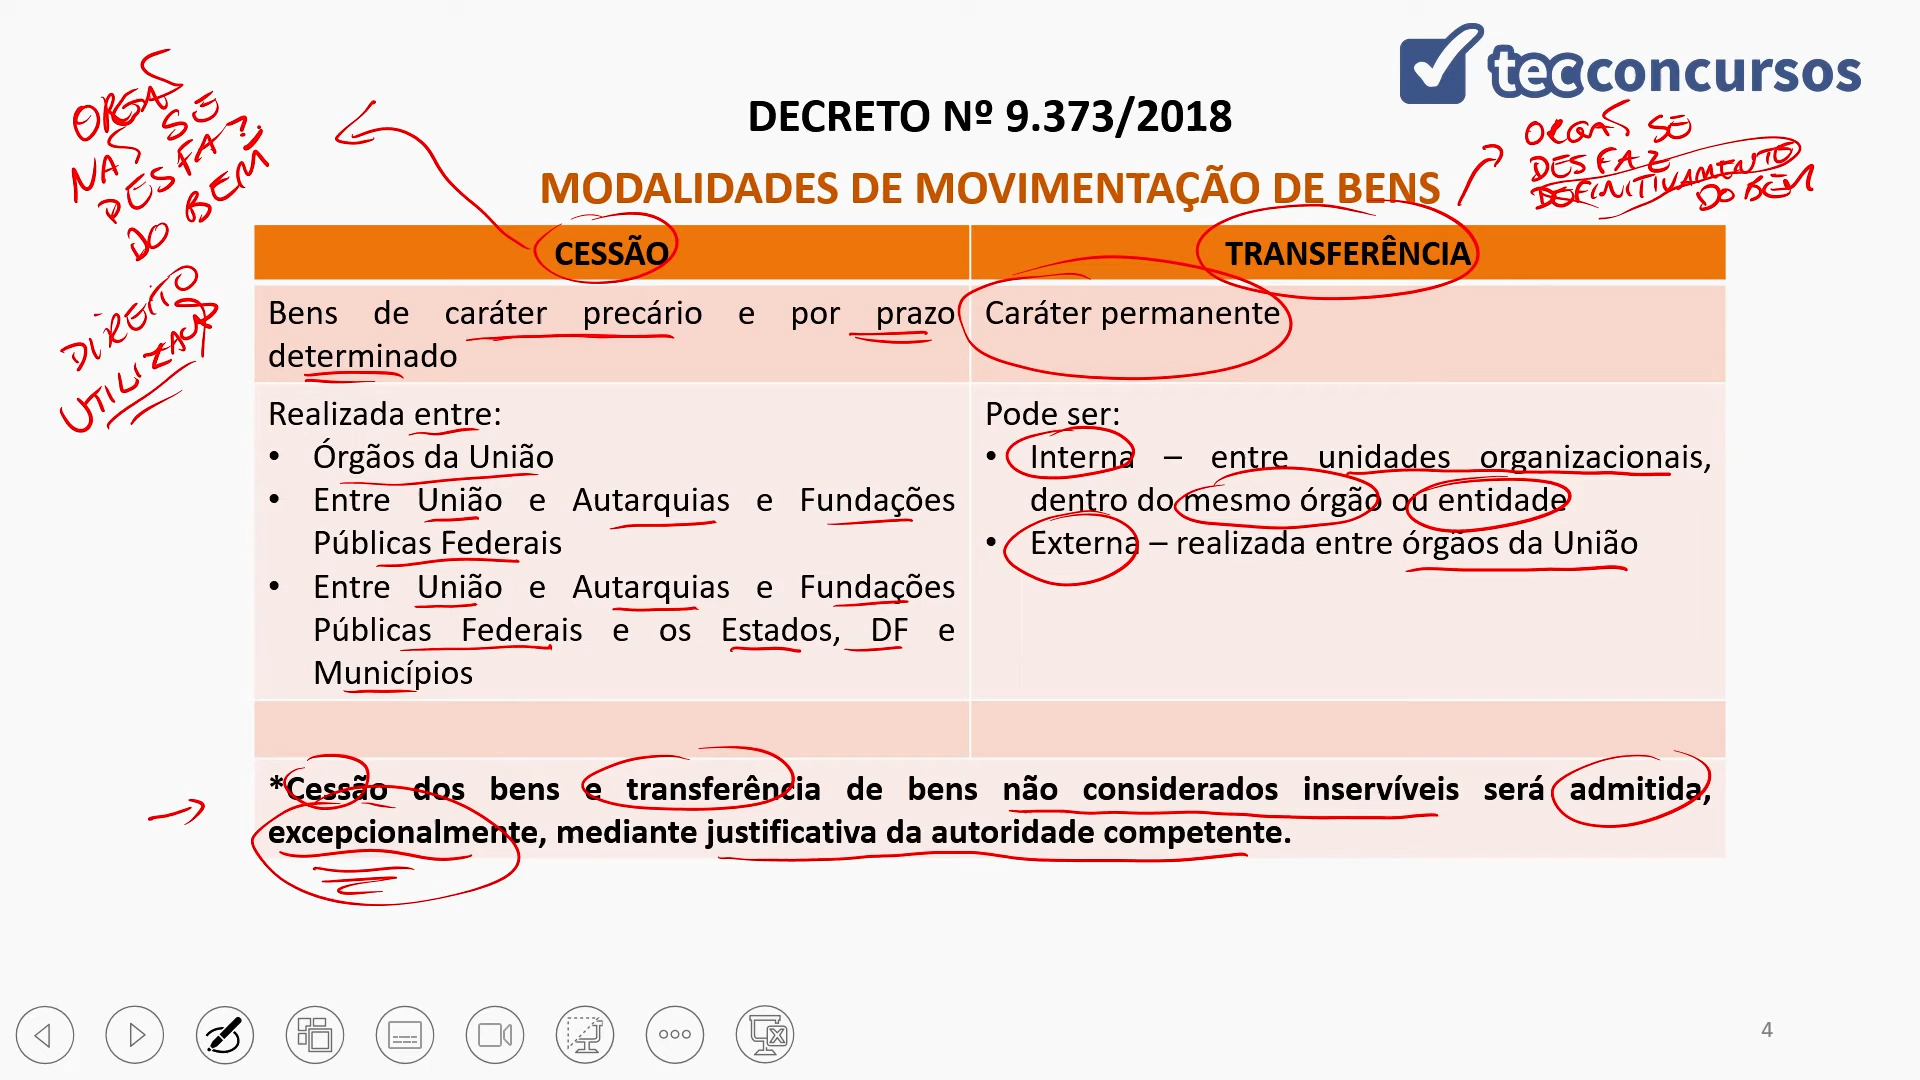 tecconcursos
DECRETO Nº 9.373/2018
MODALIDADES DE MOVIMENTAÇÃO DE BENS
ORGÃO
NÃO SE
DESFAZ
DO BEM
DIREITO
UTILIZAÇÃO
ORGÃO SE
DESFAZ
DEFINITIVAMENTE
DO BEM
CESSÃO
Bens de caráter precário e por prazo
determinado
Realizada entre:
• Órgãos da União
• Entre União e Autarquias e Fundações
Públicas Federais
• Entre União e Autarquias e Fundações
Públicas Federais e os Estados, DF e
Municípios
TRANSFERÊNCIA
Caráter permanente
Pode ser:
• Interna – entre unidades organizacionais,
dentro do mesmo órgão ou entidade
• Externa – realizada entre órgãos da União
*Cessão dos bens e transferência de bens não considerados inservíveis será admitida,
excepcionalmente, mediante justificativa da autoridade competente.
4